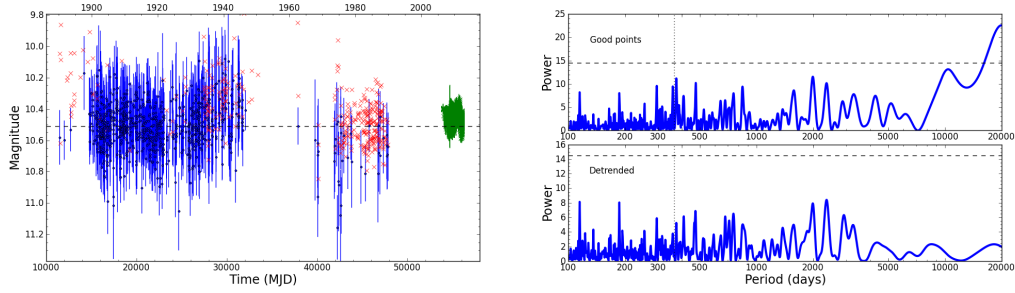 1900 1920 1940 1960 1980 2000
9.8
10.0
10.2
10.4
10.6
10.8
11.0
11.2
Magnitude
10000 20000 30000 40000 50000
Time (MJD)
25
20
15
10
5
0
Power
Good points
100 200 300 500 1000 2000 5000 10000 20000
16
14
12
10
8
6
4
2
0
Power
Detrended
100 200 300 500 1000 2000 5000 10000 20000
Period (days)